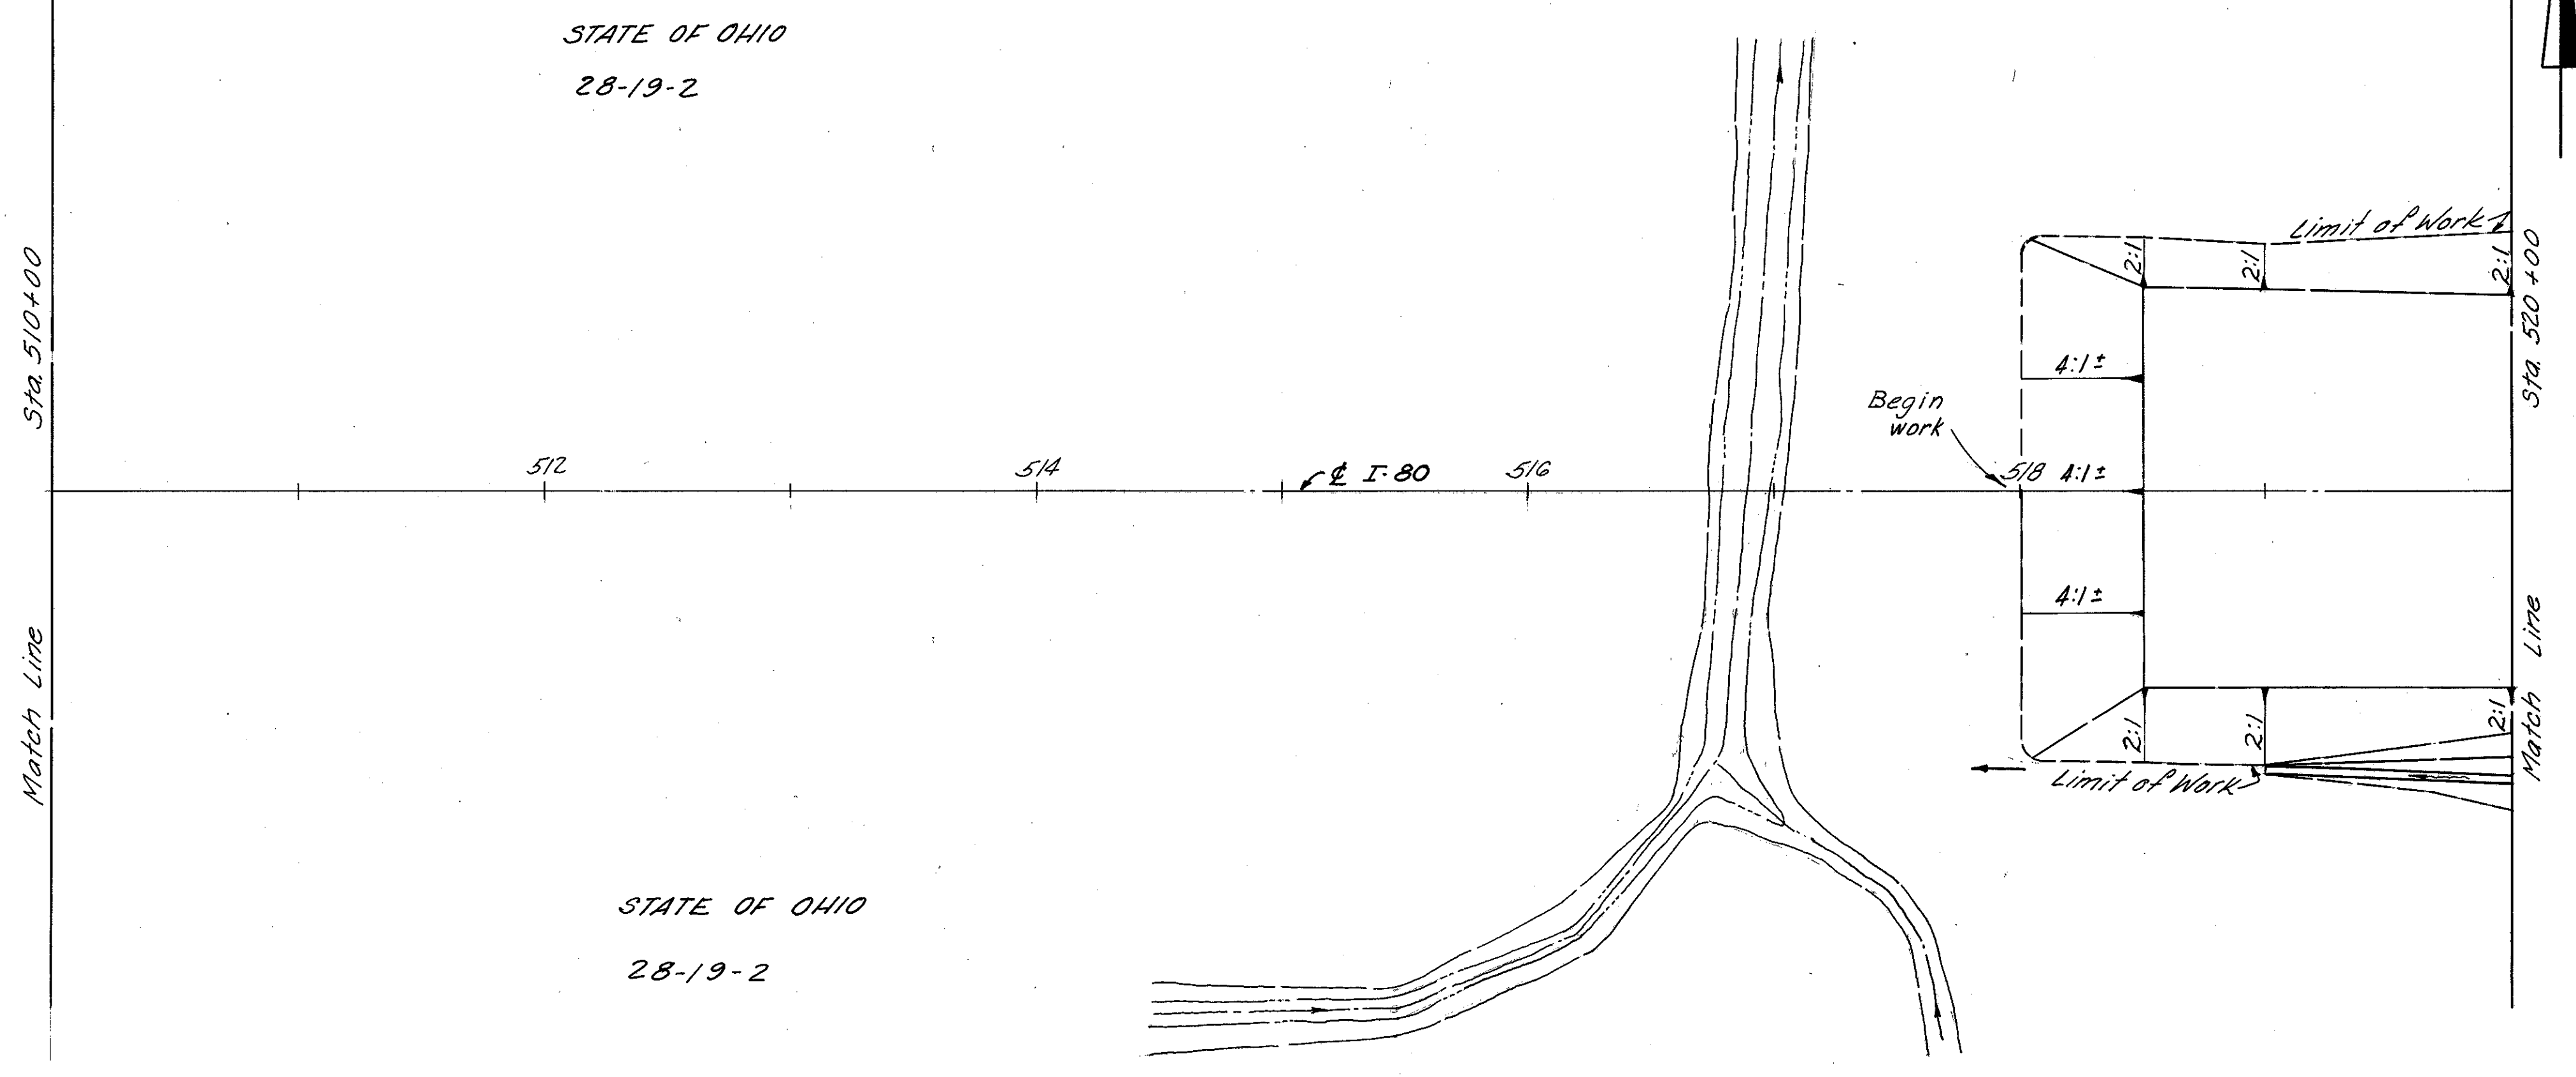 STATE OF OHIO
28-19-2
Limit of Work
2:1
2:1
2:1
Sta. 510+00
Sta. 520+00
4:1±
Begin
work
512
514
℄ I-80
516
518
4:1±
4:1±
Match Line
Match Line
2:1
2:1
2:1
Limit of Work
STATE OF OHIO
28-19-2